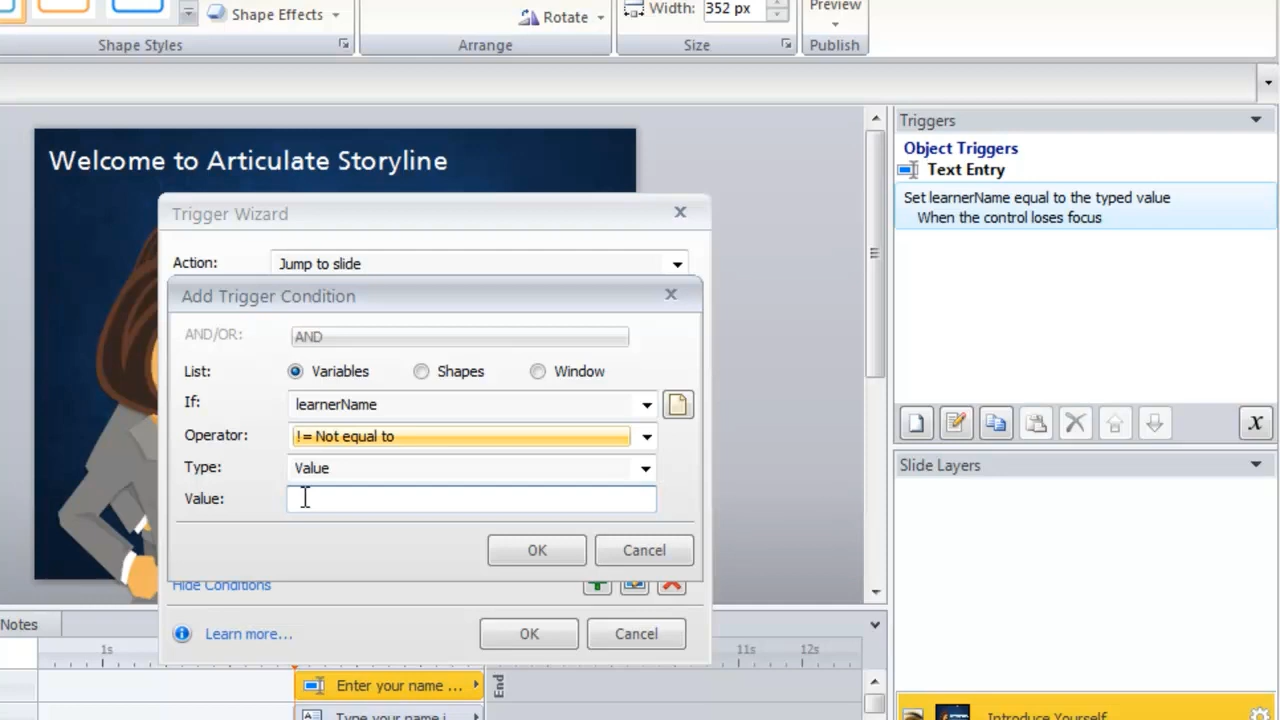 Shape Effects
Rotate
Width: 352 px
Preview
Shape Styles
Arrange
Size
Publish
Welcome to Articulate Storyline
Triggers
Object Triggers
Text Entry
Set learnerName equal to the typed value
When the control loses focus
Trigger Wizard
Action: Jump to slide
Add Trigger Condition
AND/OR: AND
List: Variables Shapes Window
If: learnerName
Operator: != Not equal to
Type: Value
Value:
OK Cancel
Hide Conditions
Learn more...
OK Cancel
x
Slide Layers
Notes
1s 11s 12s
Enter your name ...
End
Type your name i
Introduce Yourself